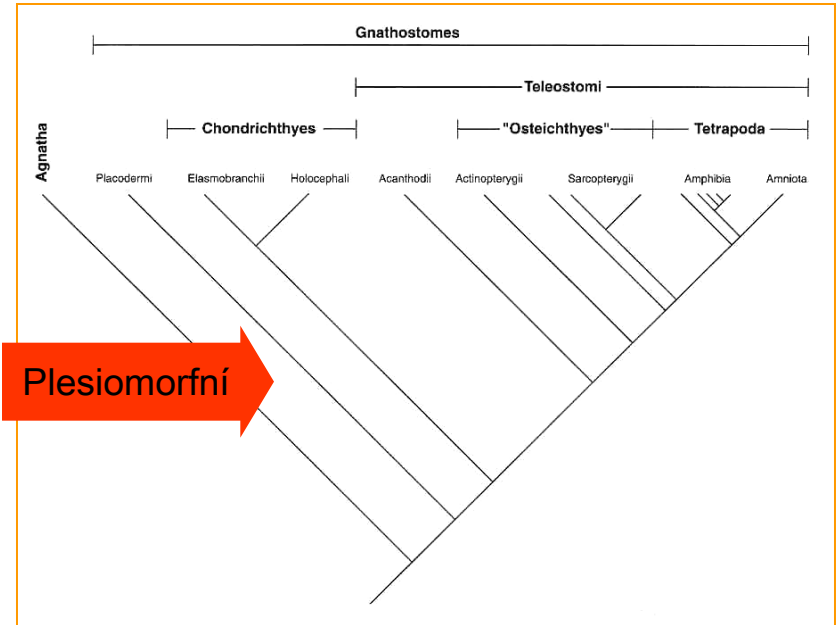 Gnathostomes
Teleostomi
Chondrichthyes
"Osteichthyes"
Tetrapoda
Agnatha
Placodermi
Elasmobranchii
Holocephali
Acanthodii
Actinopterygii
Sarcopterygii
Amphibia
Amniota
Plesiomorfní